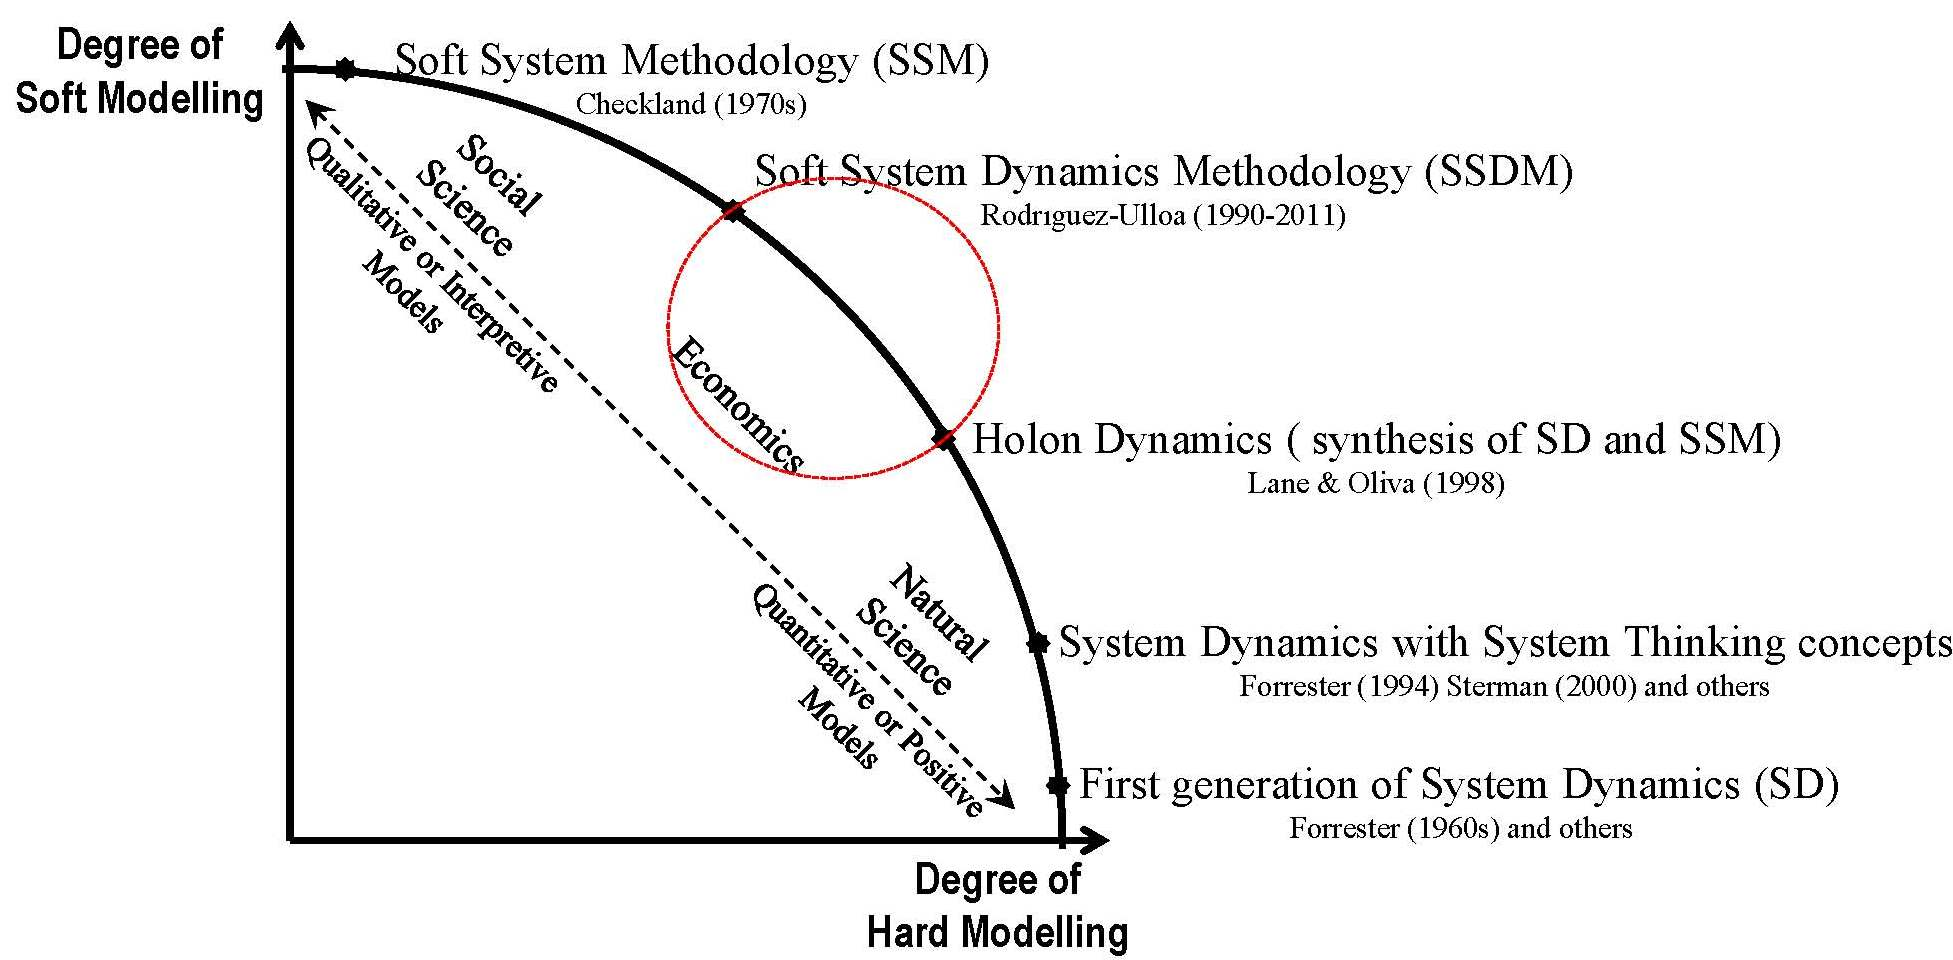 Degree of
Soft Modelling
Soft System Methodology (SSM)
Checkland (1970s)
Soft System Dynamics Methodology (SSDM)
Rodrıguez-Ulloa (1990-2011)
Social
Science
Qualitative or Interpretive
Models
Economics
Holon Dynamics ( synthesis of SD and SSM)
Lane & Oliva (1998)
Natural
Science
Quantitative or Positive
Models
System Dynamics with System Thinking concepts
Forrester (1994) Sterman (2000) and others
First generation of System Dynamics (SD)
Forrester (1960s) and others
Degree of
Hard Modelling